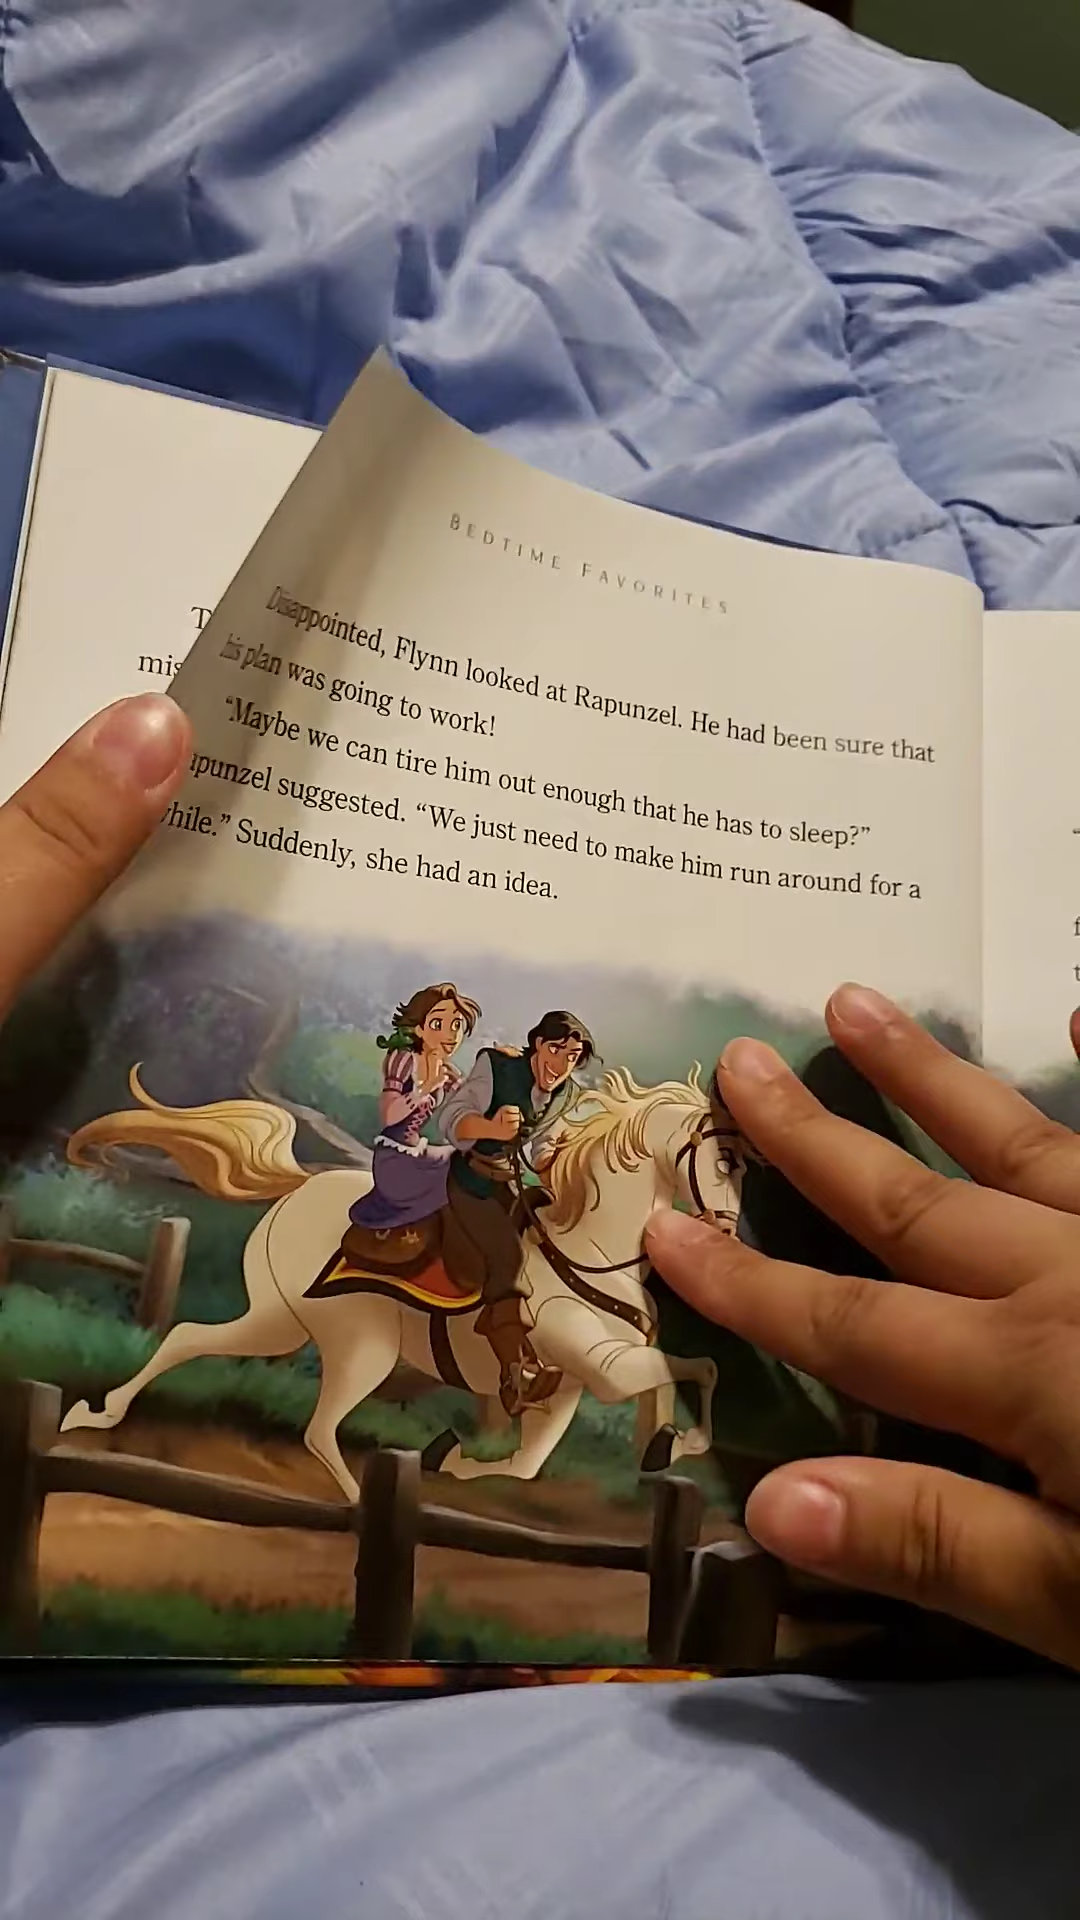 BEDTIME FAVORITES
Disappointed, Flynn looked at Rapunzel. He had been sure that
his plan was going to work!
“Maybe we can tire him out enough that he has to sleep?”
apunzel suggested. “We just need to make him run around for a
while.” Suddenly, she had an idea.